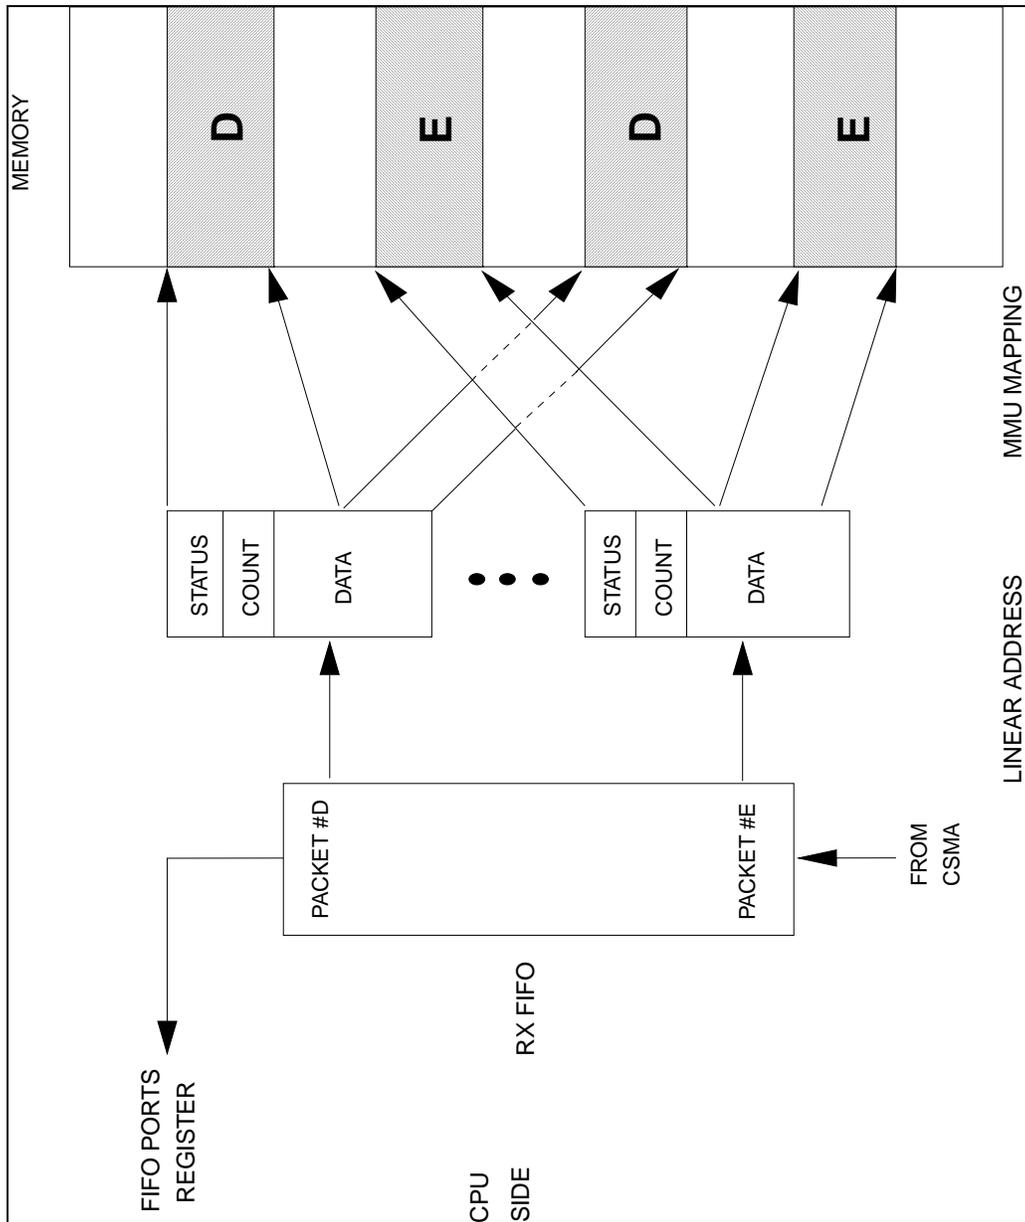 MEMORY
FIFO PORTS
REGISTER
STATUS
COUNT
D
PACKET #D
DATA
E
CPU
SIDE
RX FIFO
STATUS
COUNT
D
PACKET #E
DATA
E
FROM
CSMA
LINEAR ADDRESS
MMU MAPPING